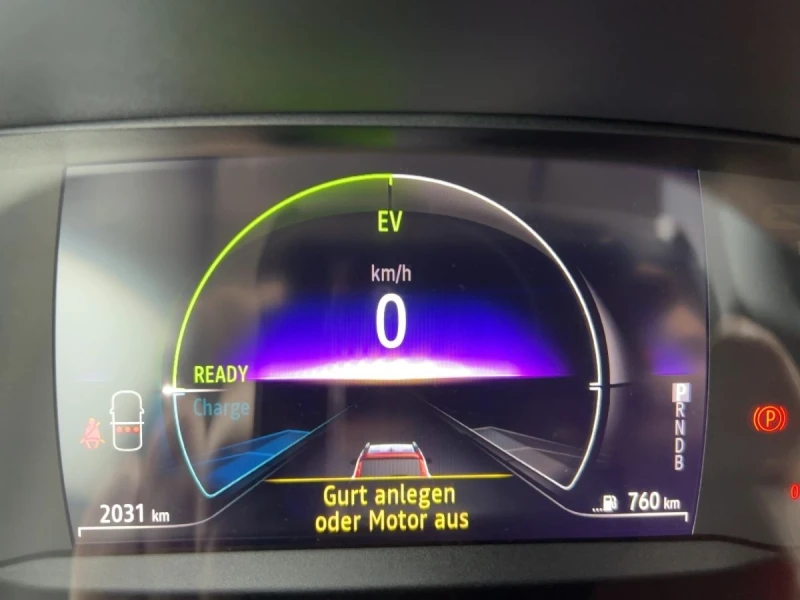 EV
km/h
0
READY
Charge
P
R
N
D
B
(P)
2031 km
760 km
Gurt anlegen
oder Motor aus